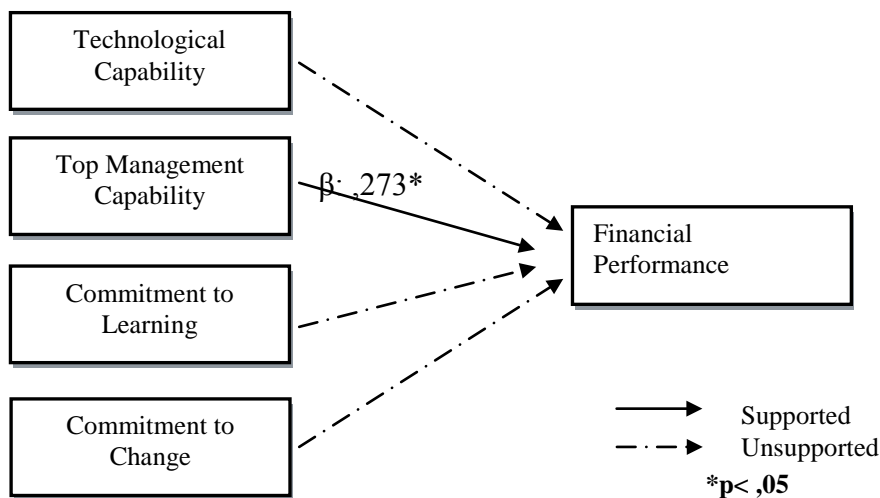 Technological
Capability
Top Management
Capability
β: ,273*
Commitment to
Learning
Commitment to
Change
Financial
Performance
Supported
Unsupported
*p< ,05